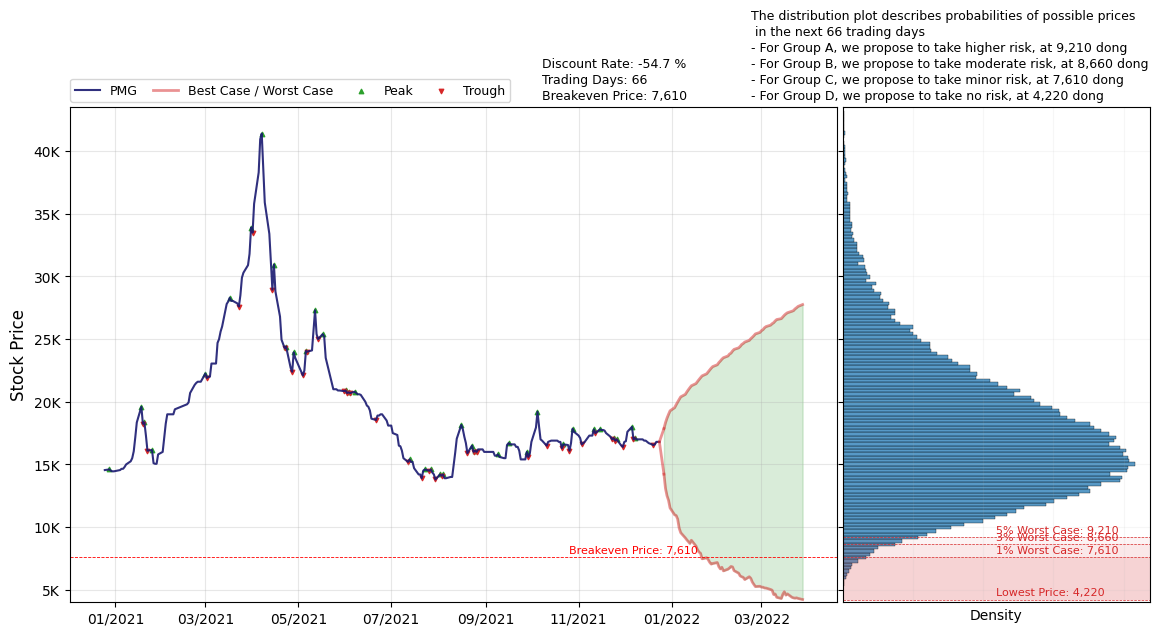 The distribution plot describes probabilities of possible prices
in the next 66 trading days
- For Group A, we propose to take higher risk, at 9,210 dong
- For Group B, we propose to take moderate risk, at 8,660 dong
- For Group C, we propose to take minor risk, at 7,610 dong
- For Group D, we propose to take no risk, at 4,220 dong
Discount Rate: -54.7 %
Trading Days: 66
Breakeven Price: 7,610
PMG
Best Case / Worst Case
Peak
Trough
Stock Price
40K
35K
30K
25K
20K
15K
10K
5K
Breakeven Price: 7,610
01/2021
03/2021
05/2021
07/2021
09/2021
11/2021
01/2022
03/2022
5% Worst Case: 9,210
3% Worst Case: 8,660
1% Worst Case: 7,610
Lowest Price: 4,220
Density